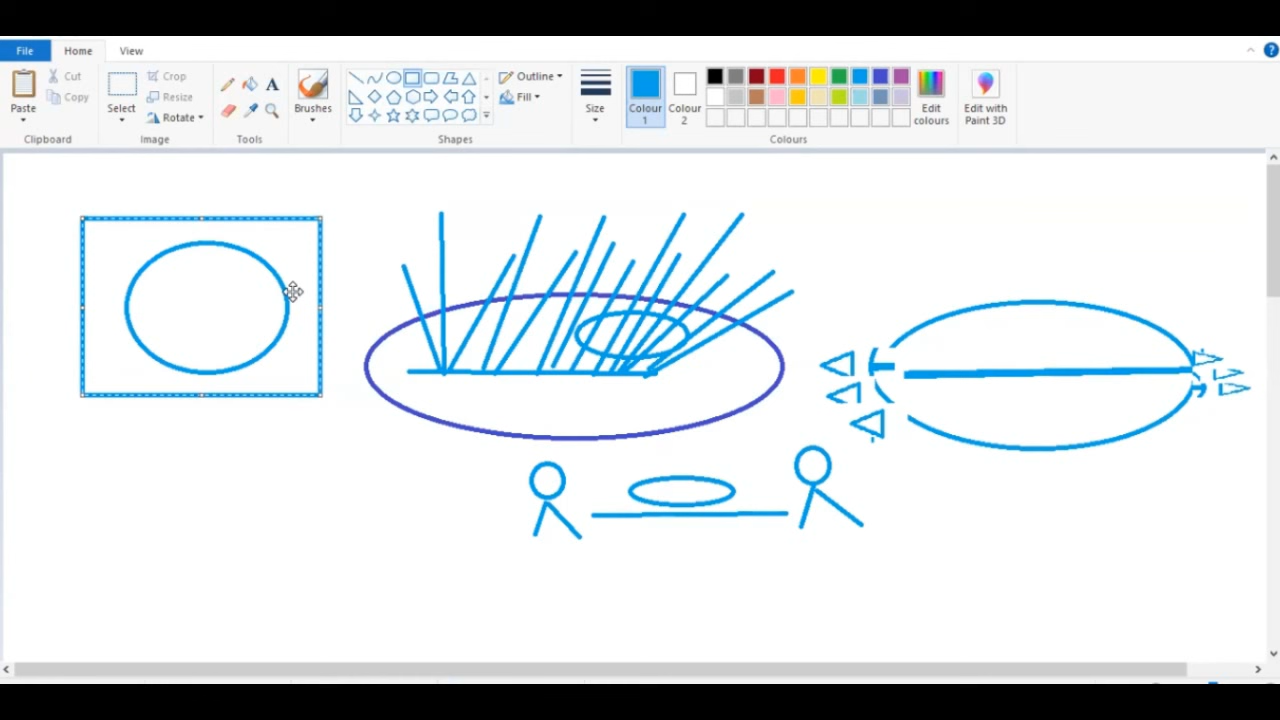 File Home View
Paste
Cut
Copy
Clipboard
Select
Crop
Resize
Rotate
Image
A
Tools
Brushes
Outline
Fill
Shapes
Size
Colour
1
Colour
2
Edit
colours
Colours
Edit with
Paint 3D
?